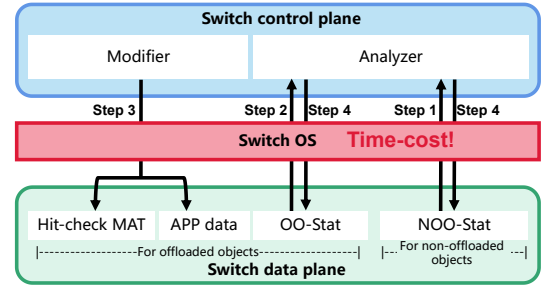 Switch control plane
Modifier
Analyzer
Step 3
Step 2
Step 4
Step 1
Step 4
Switch OS
Time-cost!
Hit-check MAT
APP data
OO-Stat
NOO-Stat
For offloaded objects
For non-offloaded
objects
Switch data plane